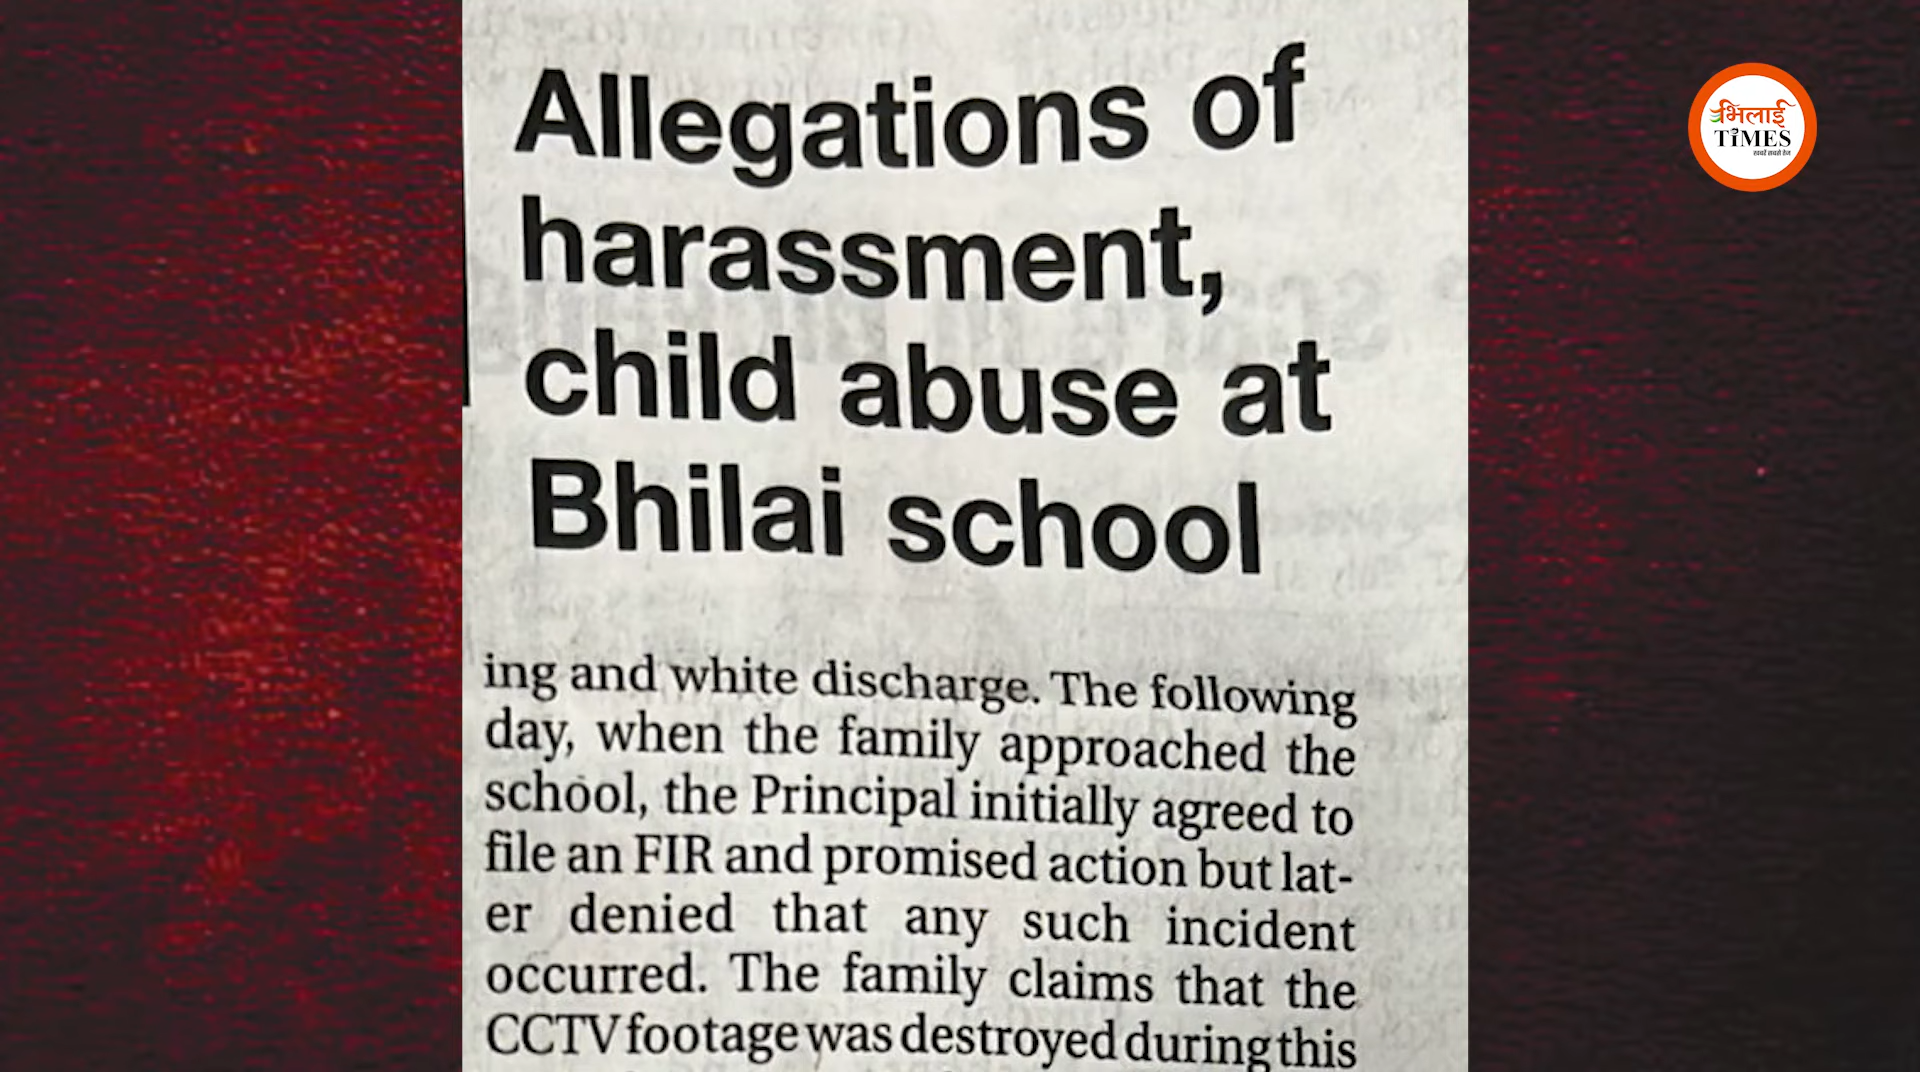 Allegations of
harassment,
child abuse at
Bhilai school
ing and white discharge. The following
day, when the family approached the
school, the Principal initially agreed to
file an FIR and promised action but lat-
er denied that any such incident
occurred. The family claims that the
CCTV footage was destroyed during this
भिलाई
TIMES